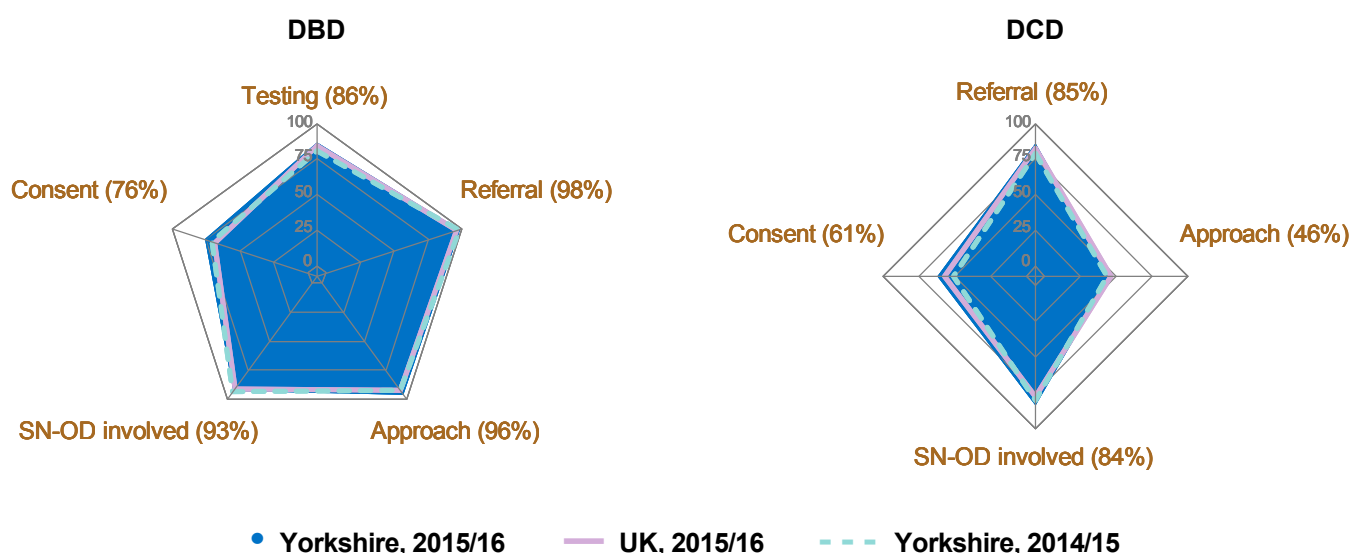 DBD
Testing (86%)
100
75
50
25
0
Consent (76%)
Referral (98%)
SN-OD involved (93%)
Approach (96%)
DCD
Referral (85%)
100
75
50
25
0
Consent (61%)
Approach (46%)
SN-OD involved (84%)
Yorkshire, 2015/16 UK, 2015/16 Yorkshire, 2014/15